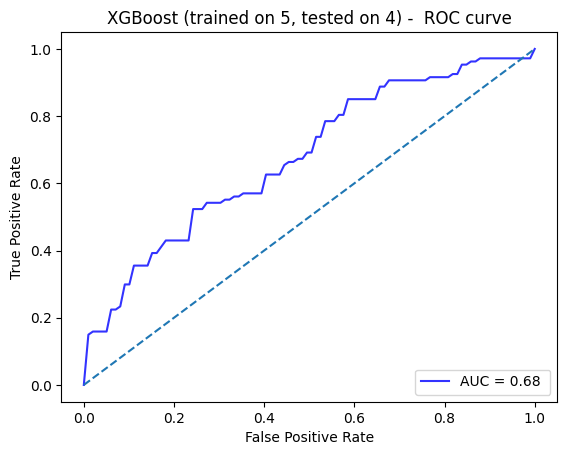 XGBoost (trained on 5, tested on 4) -  ROC curve
True Positive Rate
1.0
0.8
0.6
0.4
0.2
0.0
AUC = 0.68
0.0 0.2 0.4 0.6 0.8 1.0
False Positive Rate